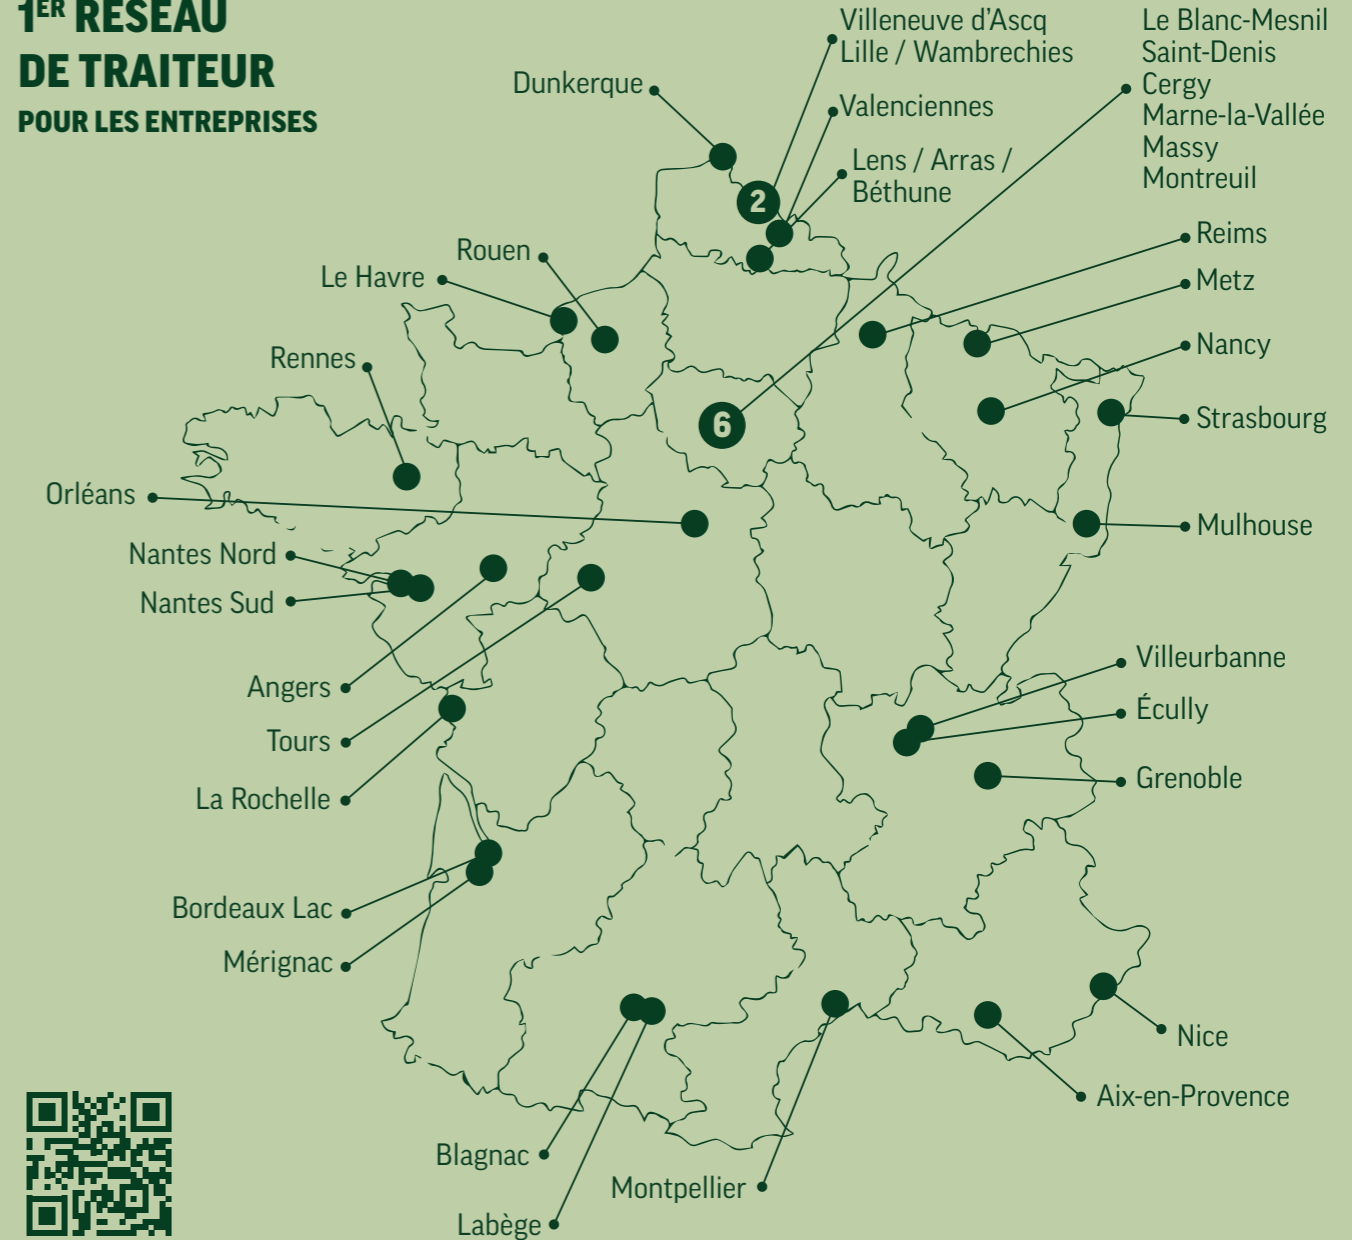 1ER RÉSEAU
DE TRAITEUR
POUR LES ENTREPRISES
Villeneuve d'Ascq
Lille / Wambrechies
Le Blanc-Mesnil
Saint-Denis
Cergy
Marne-la-Vallée
Massy
Montreuil
Dunkerque
Valenciennes
Lens / Arras /
Béthune
2
Rouen
Le Havre
Reims
Metz
Rennes
Nancy
6
Strasbourg
Orléans
Mulhouse
Nantes Nord
Nantes Sud
Angers
Tours
La Rochelle
Villeurbanne
Écully
Grenoble
Bordeaux Lac
Mérignac
Nice
Aix-en-Provence
Blagnac
Montpellier
Labège